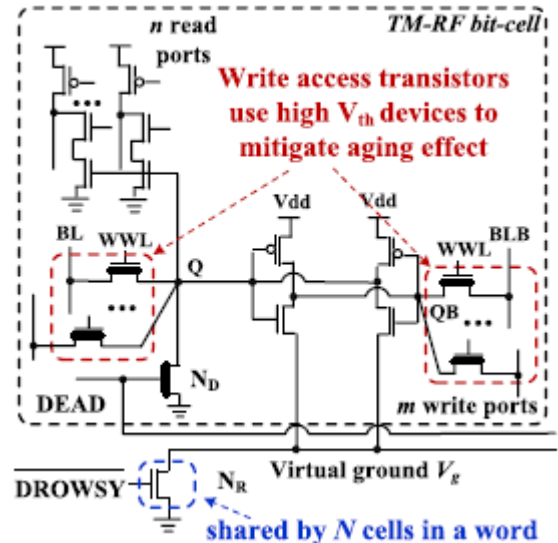 n read ports
TM-RF bit-cell
Write access transistors
use high Vth devices to
mitigate aging effect
Vdd
Vdd
BL
WWL
Q
WWL
BLB
QB
DEAD
ND
m write ports
Virtual ground Vg
DROWSY
NR
shared by N cells in a word